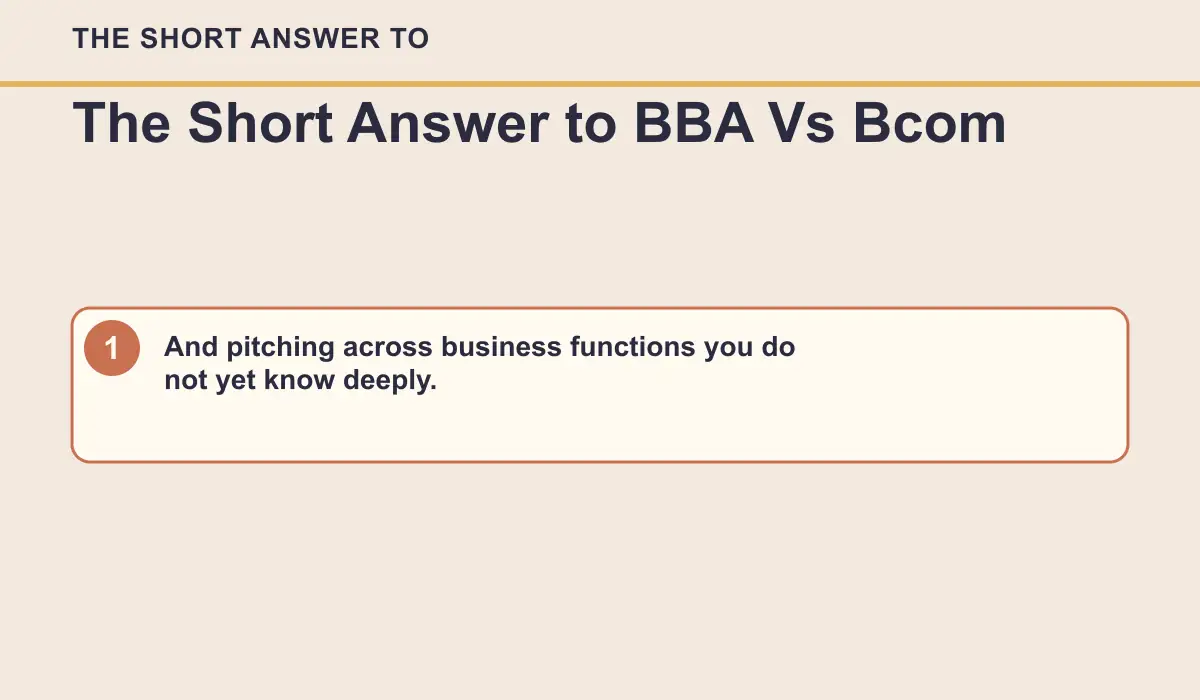 THE SHORT ANSWER TO
The Short Answer to BBA Vs Bcom
1
And pitching across business functions you do
not yet know deeply.